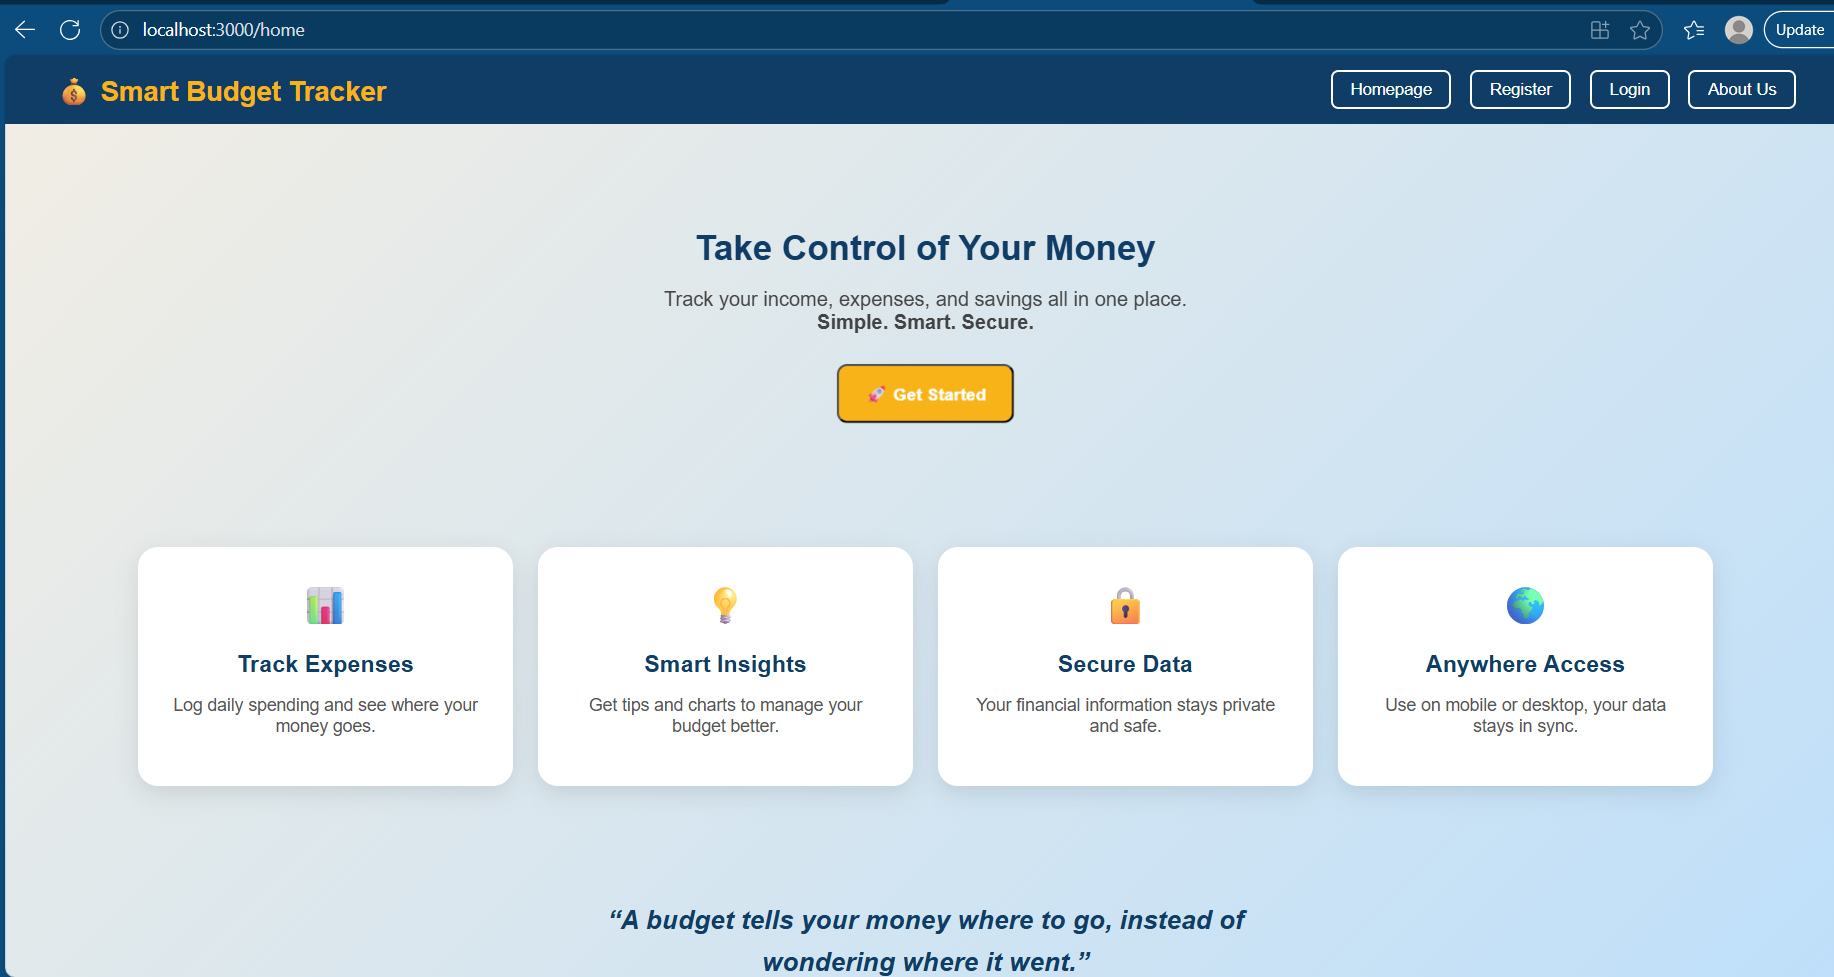 localhost:3000/home
Update
Smart Budget Tracker
Homepage
Register
Login
About Us
Take Control of Your Money
Track your income, expenses, and savings all in one place.
Simple. Smart. Secure.
Get Started
Track Expenses
Log daily spending and see where your
money goes.
Smart Insights
Get tips and charts to manage your
budget better.
Secure Data
Your financial information stays private
and safe.
Anywhere Access
Use on mobile or desktop, your data
stays in sync.
“A budget tells your money where to go, instead of
wondering where it went.”